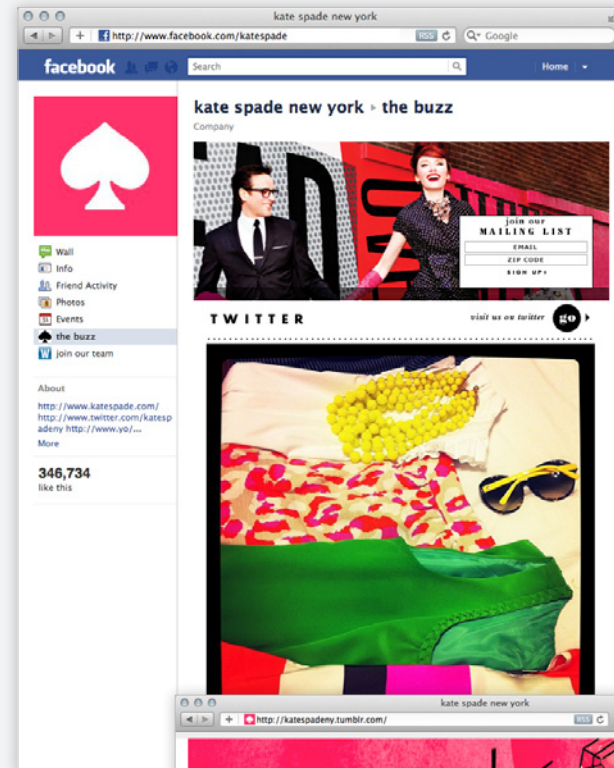 kate spade new york
http://www.facebook.com/katespade
RSS
Google
facebook
Search
Home
kate spade new york ▸ the buzz
Company
join our
MAILING LIST
EMAIL
ZIP CODE
SIGN UP
Wall
Info
Friend Activity
Photos
31 Events
the buzz
W join our team
About
http://www.katespade.com/
http://www.twitter.com/katesp
adeny http://www.yo/...
More
346,734
like this
TWITTER
visit us on twitter go
kate spade new york
http://katespadeny.tumblr.com/
RSS